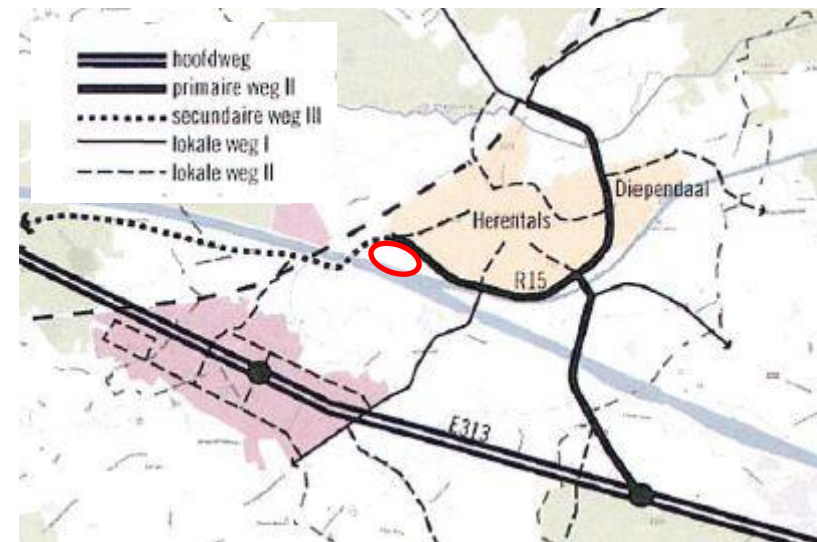 hoofdweg
primaire weg II
secundaire weg III
lokale weg I
lokale weg II
Diependaal
Herentals
R15
E313